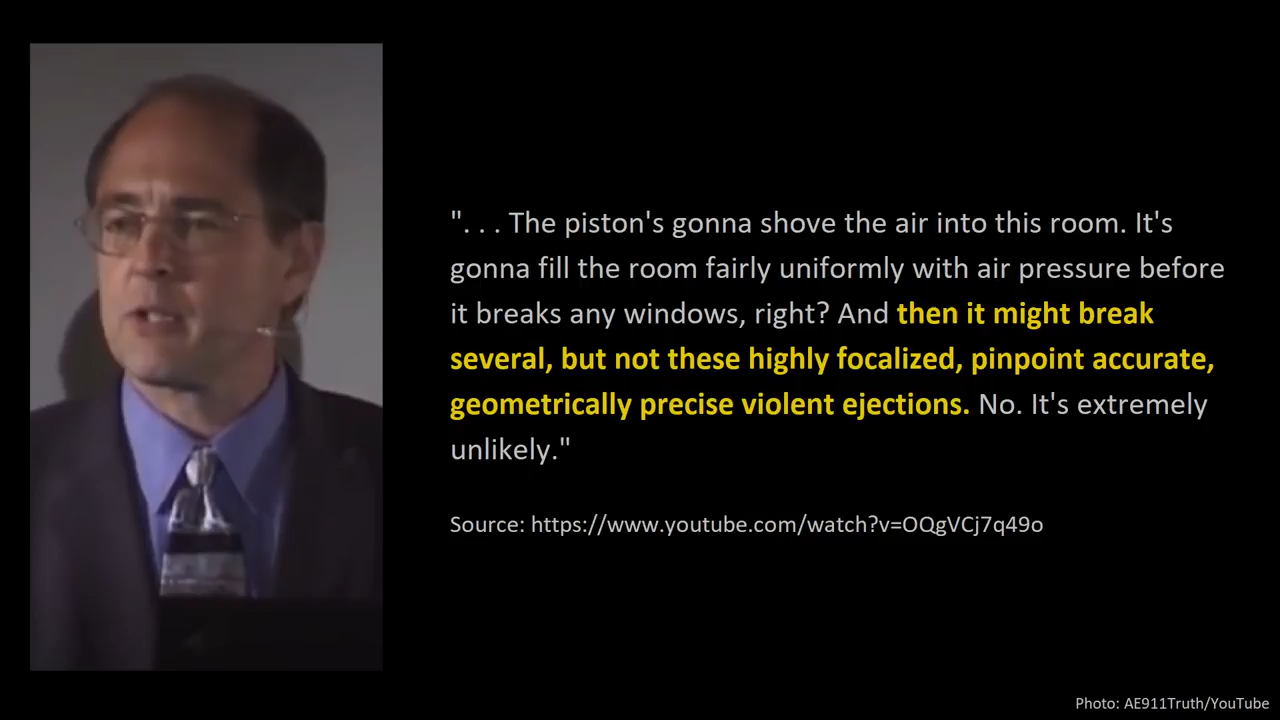 ". . . The piston's gonna shove the air into this room. It's
gonna fill the room fairly uniformly with air pressure before
it breaks any windows, right? And then it might break
several, but not these highly focalized, pinpoint accurate,
geometrically precise violent ejections. No. It's extremely
unlikely."
Source: https://www.youtube.com/watch?v=OQgVCj7q49o
Photo: AE911Truth/YouTube